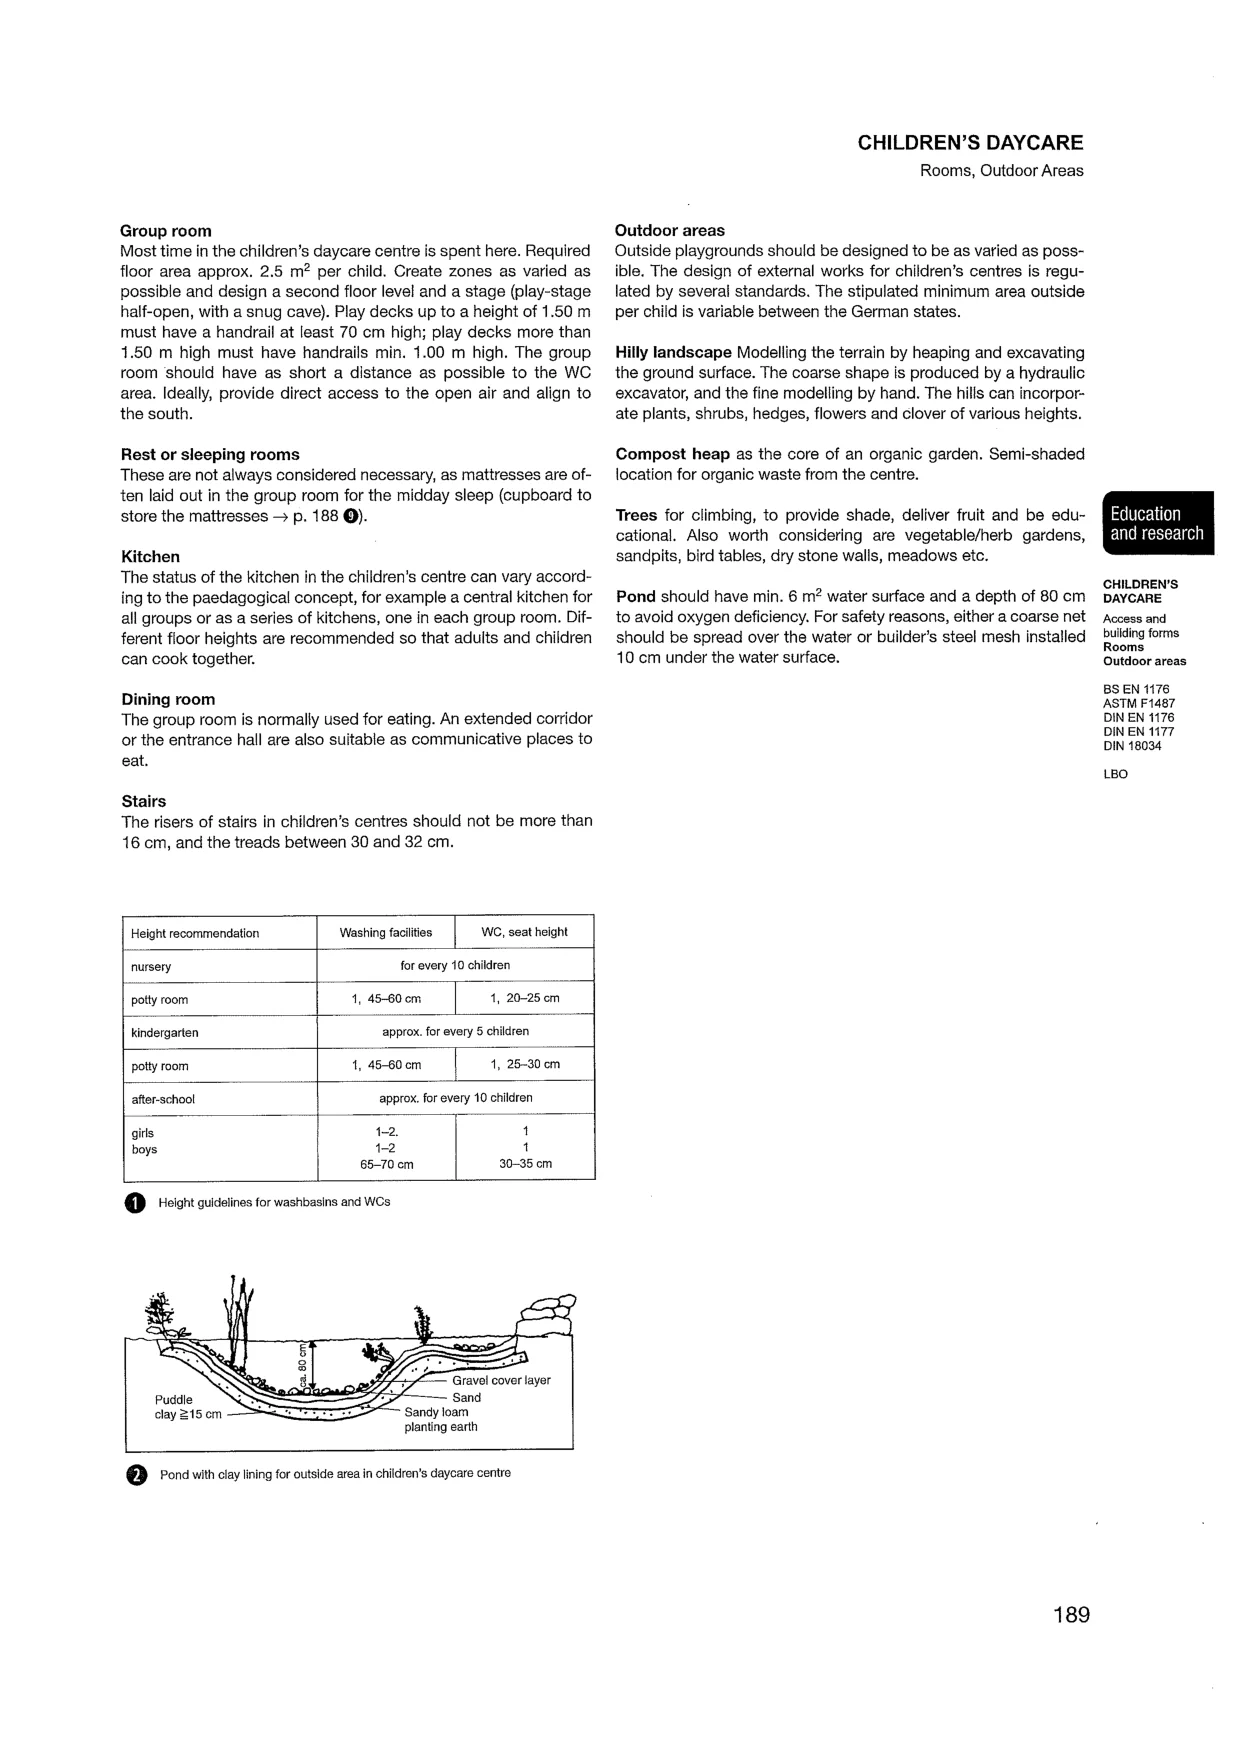 CHILDREN'S DAYCARE
Rooms, Outdoor Areas
Group room
Most time in the children's daycare centre is spent here. Required
floor area approx. 2.5 m² per child. Create zones as varied as
possible and design a second floor level and a stage (play-stage
half-open, with a snug cave). Play decks up to a height of 1.50 m
must have a handrail at least 70 cm high; play decks more than
1.50 m high must have handrails min. 1.00 m high. The group
room should have as short a distance as possible to the WC
area. Ideally, provide direct access to the open air and align to
the south.
Rest or sleeping rooms
These are not always considered necessary, as mattresses are of-
ten laid out in the group room for the midday sleep (cupboard to
store the mattresses → p. 188 ❾).
Kitchen
The status of the kitchen in the children's centre can vary accord-
ing to the paedagogical concept, for example a central kitchen for
all groups or as a series of kitchens, one in each group room. Dif-
ferent floor heights are recommended so that adults and children
can cook together.
Dining room
The group room is normally used for eating. An extended corridor
or the entrance hall are also suitable as communicative places to
eat.
Stairs
The risers of stairs in children's centres should not be more than
16 cm, and the treads between 30 and 32 cm.
Outdoor areas
Outside playgrounds should be designed to be as varied as poss-
ible. The design of external works for children's centres is regu-
lated by several standards. The stipulated minimum area outside
per child is variable between the German states.
Hilly landscape Modelling the terrain by heaping and excavating
the ground surface. The coarse shape is produced by a hydraulic
excavator, and the fine modelling by hand. The hills can incorpor-
ate plants, shrubs, hedges, flowers and clover of various heights.
Compost heap as the core of an organic garden. Semi-shaded
location for organic waste from the centre.
Trees for climbing, to provide shade, deliver fruit and be edu-
cational. Also worth considering are vegetable/herb gardens,
sandpits, bird tables, dry stone walls, meadows etc.
Pond should have min. 6 m² water surface and a depth of 80 cm
to avoid oxygen deficiency. For safety reasons, either a coarse net
should be spread over the water or builder's steel mesh installed
10 cm under the water surface.
Education
and research
CHILDREN'S
DAYCARE
Access and
building forms
Rooms
Outdoor areas
BS EN 1176
ASTM F1487
DIN EN 1176
DIN EN 1177
DIN 18034
LBO
Height recommendation Washing facilities WC, seat height
nursery for every 10 children
potty room 1, 45–60 cm 1, 20–25 cm
kindergarten approx. for every 5 children
potty room 1, 45–60 cm 1, 25–30 cm
after-school approx. for every 10 children
girls 1–2. 1
boys 1–2 1
65–70 cm 30–35 cm
❶ Height guidelines for washbasins and WCs
ca. 80 cm
Gravel cover layer
Puddle
clay ≧15 cm
Sand
Sandy loam
planting earth
❷ Pond with clay lining for outside area in children's daycare centre
189